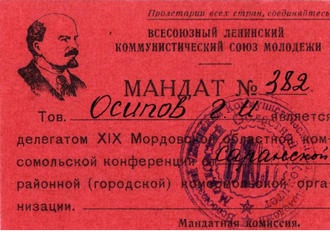 Пролетарии всех стран, соединяйтесь
ВСЕСОЮЗНЫЙ ЛЕНИНСКИЙ
КОММУНИСТИЧЕСКИЙ СОЮЗ МОЛОДЕЖИ
МАНДАТ № 382
Тов. Осипов Г. И. является
делегатом XIX Мордовской областной ком-
сомольской конференции Саранской
районной (городской) комсомольской орга-
низации.
Мандатная комиссия.